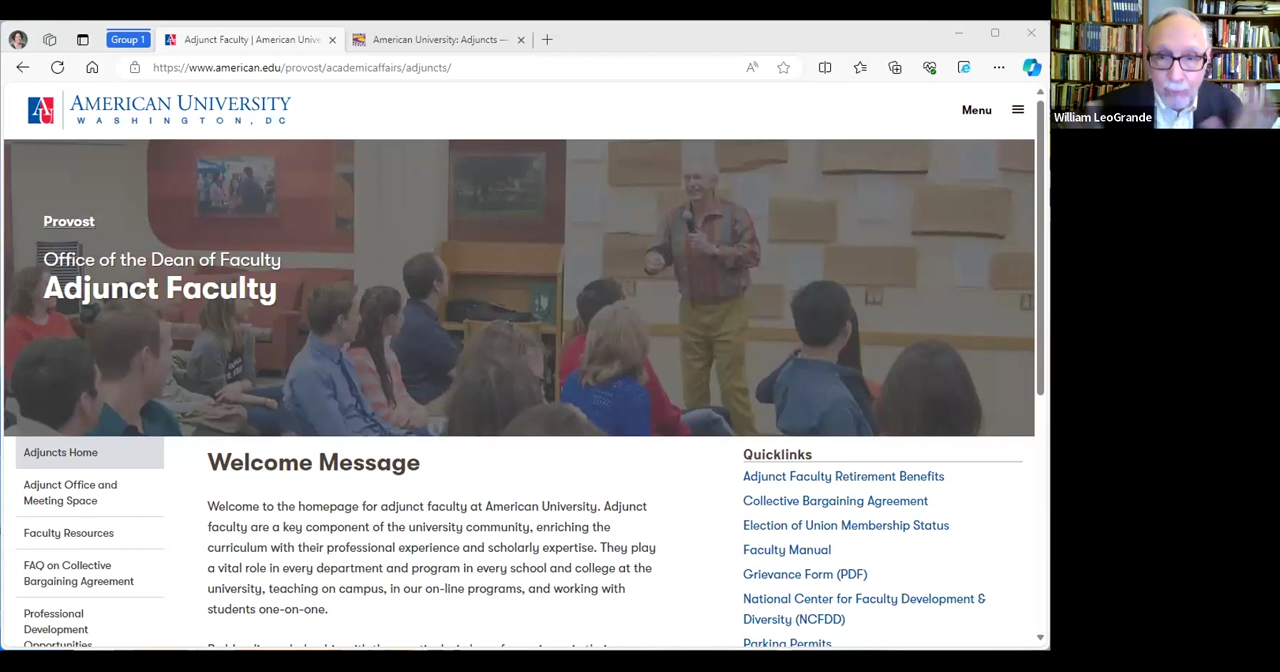 Group 1
Adjunct Faculty | American Unive
American University: Adjuncts —
https://www.american.edu/provost/academicaffairs/adjuncts/
AMERICAN UNIVERSITY
WASHINGTON, DC
Menu
William LeoGrande
Provost
Office of the Dean of Faculty
Adjunct Faculty
Adjuncts Home
Adjunct Office and
Meeting Space
Faculty Resources
FAQ on Collective
Bargaining Agreement
Professional
Development
Opportunities
Welcome Message
Welcome to the homepage for adjunct faculty at American University. Adjunct
faculty are a key component of the university community, enriching the
curriculum with their professional experience and scholarly expertise. They play
a vital role in every department and program in every school and college at the
university, teaching on campus, in our on-line programs, and working with
students one-on-one.
Quicklinks
Adjunct Faculty Retirement Benefits
Collective Bargaining Agreement
Election of Union Membership Status
Faculty Manual
Grievance Form (PDF)
National Center for Faculty Development &
Diversity (NCFDD)
Parking Permits